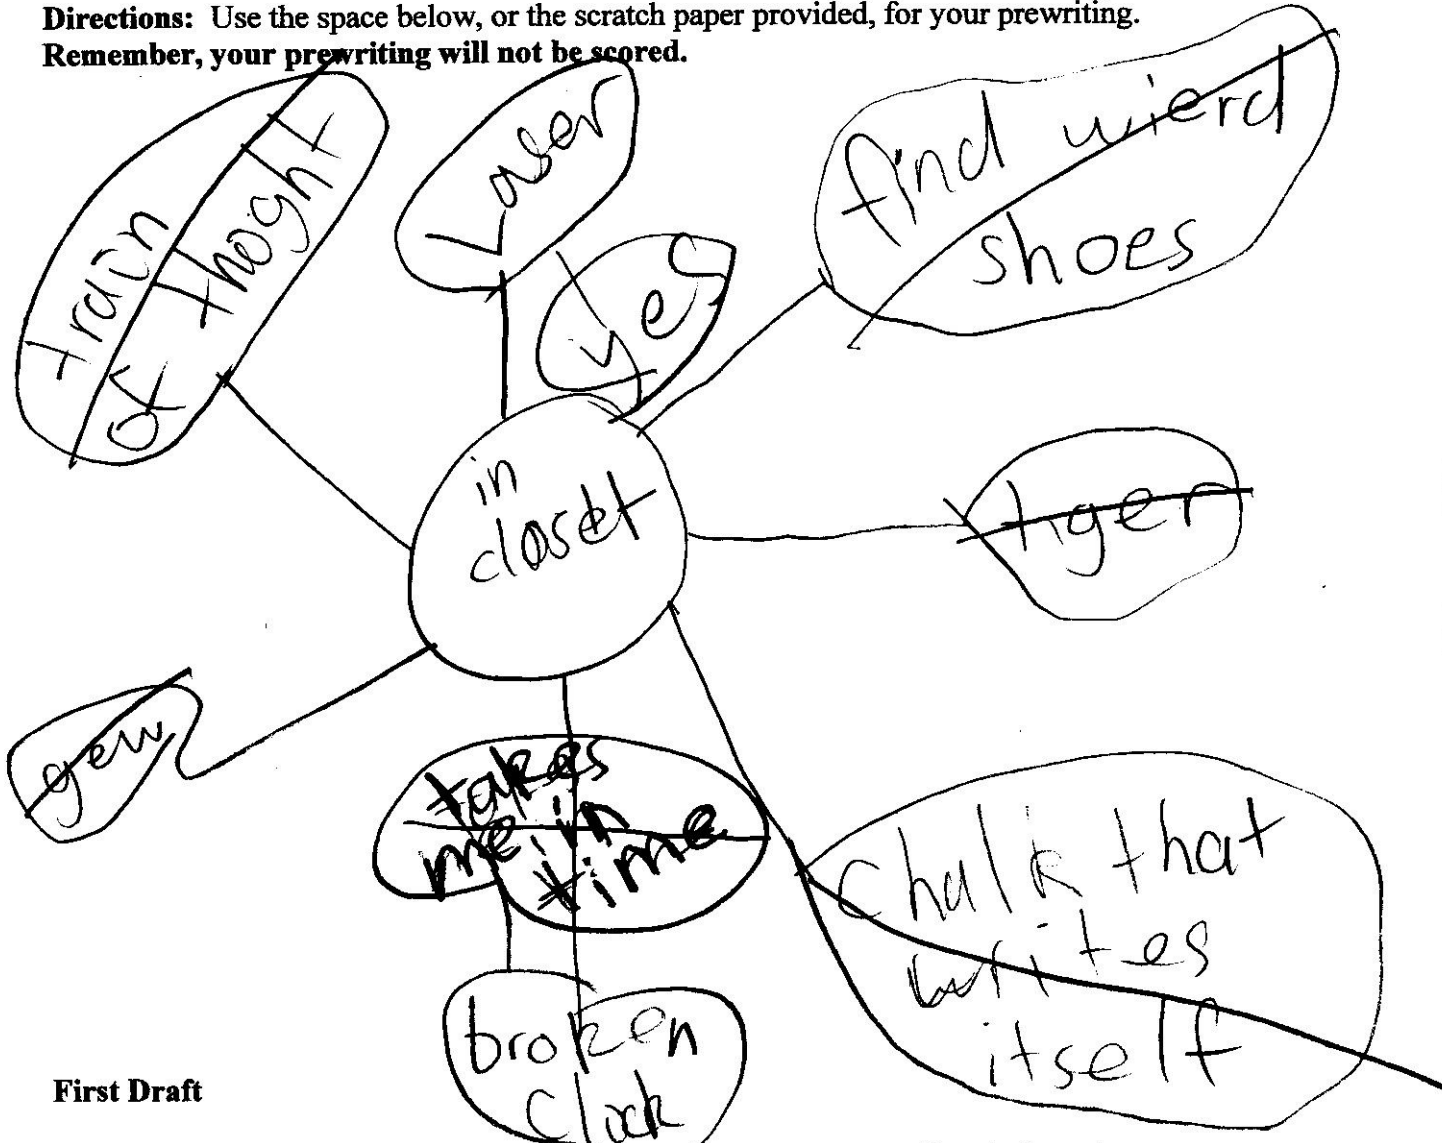 Directions: Use the space below, or the scratch paper provided, for your prewriting.
Remember, your prewriting will not be scored.
train
of thoght
Laser
yes
find wierd
shoes
in
closet
tiger
takes
me in
time
chalk that
writes
itself
broken
Clock
First Draft